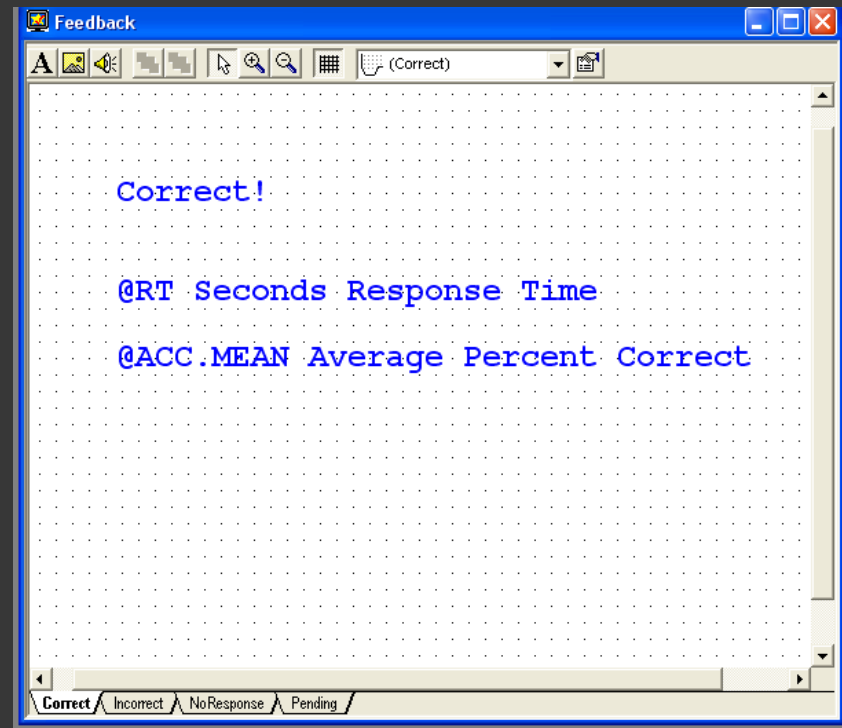 Feedback
A (Correct)
Correct!
@RT Seconds Response Time
@ACC.MEAN Average Percent Correct
Correct Incorrect NoResponse Pending